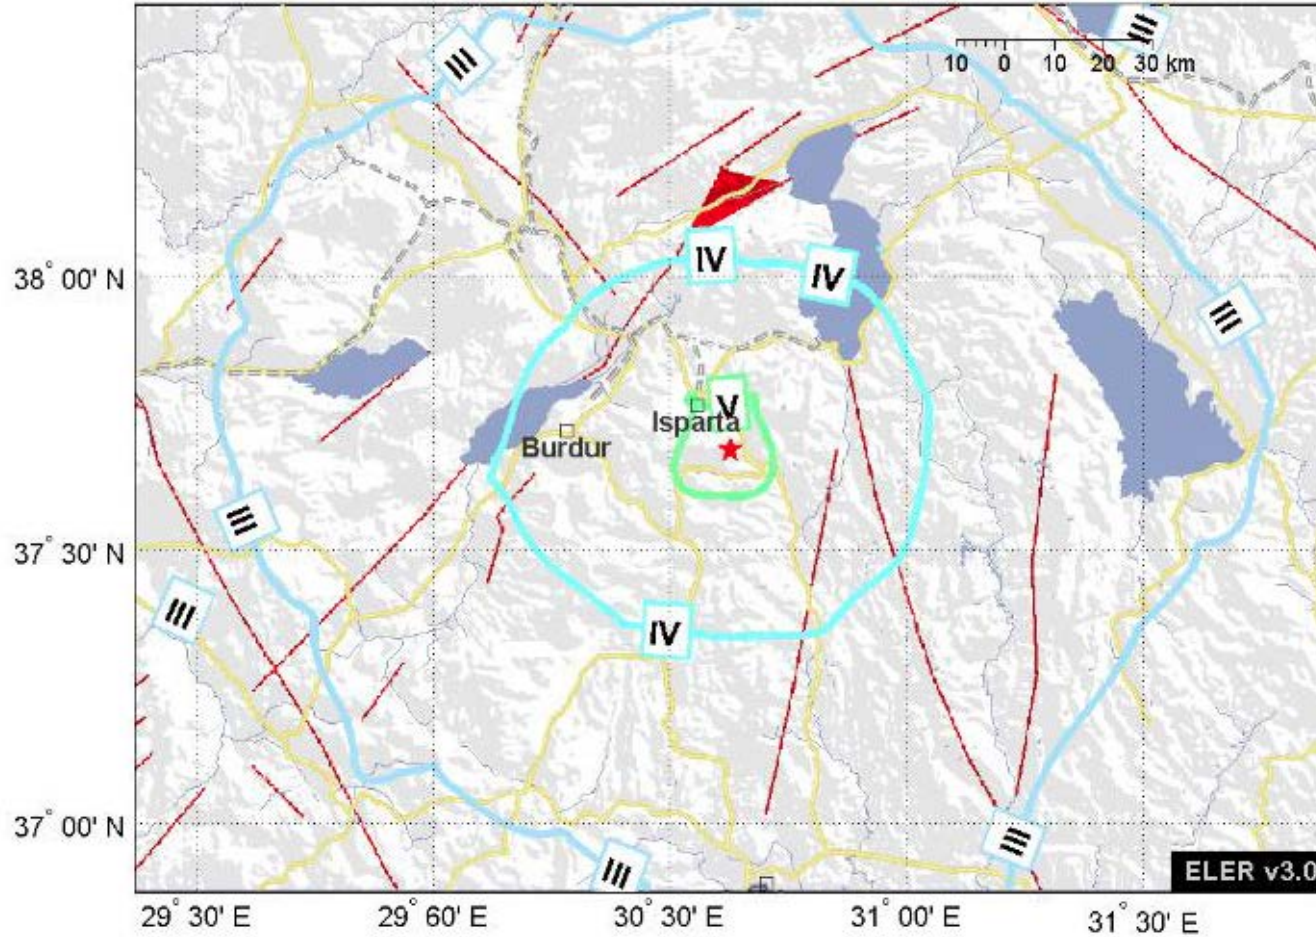 III
III
10 0 10 20 30 km
IV
IV
38° 00' N
III
V
Isparta
Burdur
III
37° 30' N
III
IV
37° 00' N
III
III
ELER v3.0
29° 30' E
29° 60' E
30° 30' E
31° 00' E
31° 30' E